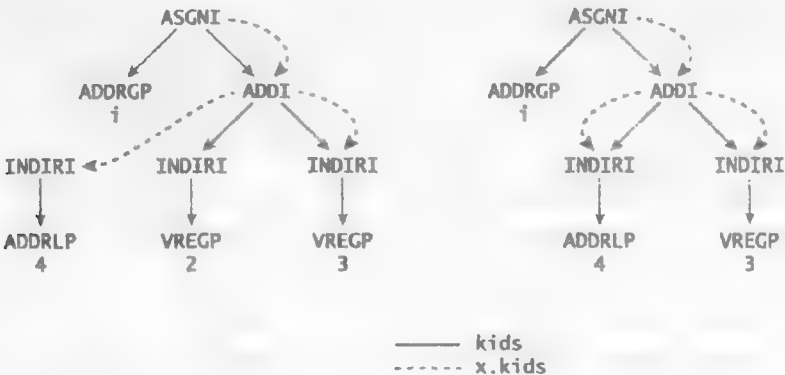 ASGNI ASGNI
ADDRGP ADDI ADDRGP ADDI
i i
INDIRI INDIRI INDIRI INDIRI INDIRI
ADDRLP VREGP VREGP ADDRLP VREGP
4 2 3 4 3
kids
x.kids